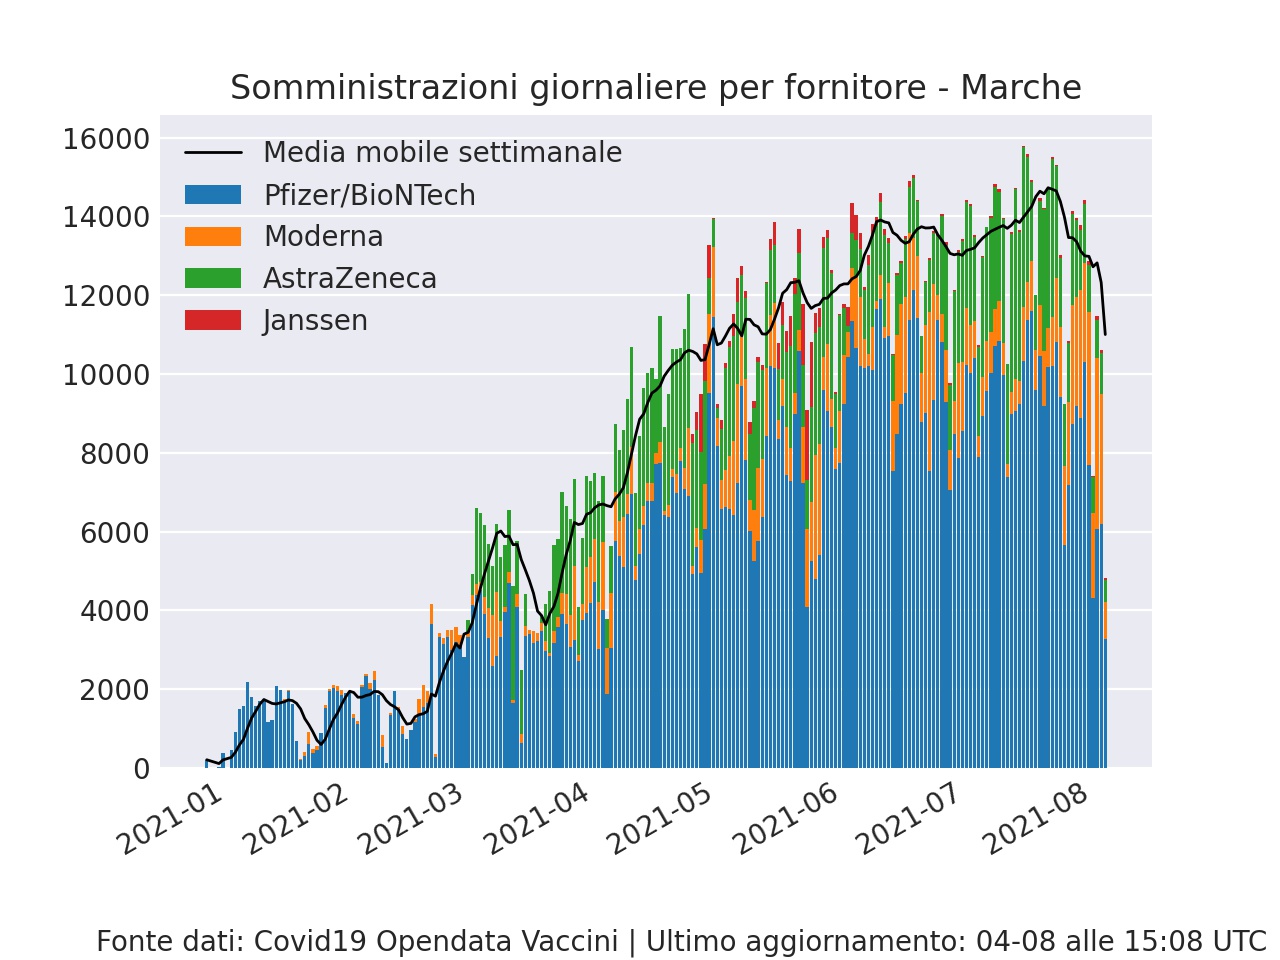 Somministrazioni giornaliere per fornitore - Marche
16000
14000
12000
10000
8000
6000
4000
2000
0
Media mobile settimanale
Pfizer/BioNTech
Moderna
AstraZeneca
Janssen
2021-01
2021-02
2021-03
2021-04
2021-05
2021-06
2021-07
2021-08
Fonte dati: Covid19 Opendata Vaccini | Ultimo aggiornamento: 04-08 alle 15:08 UTC